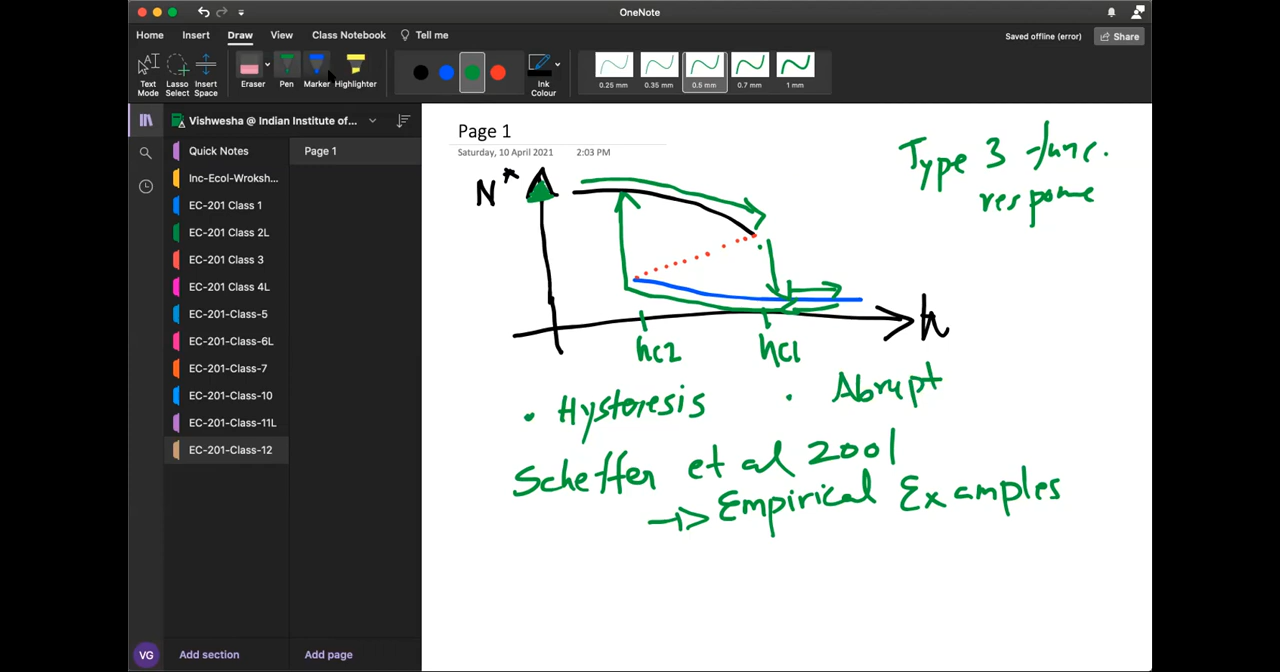 OneNote
Home Insert Draw View Class Notebook Tell me
Saved offline (error) Share
Text Mode
Lasso Select
Insert Space
Eraser
Pen
Marker
Highlighter
Ink Colour
0.25 mm 0.35 mm 0.5 mm 0.7 mm 1 mm
Vishwesha @ Indian Institute of...
Quick Notes
Inc-Ecol-Wroksh...
EC-201 Class 1
EC-201 Class 2L
EC-201 Class 3
EC-201 Class 4L
EC-201-Class-5
EC-201-Class-6L
EC-201-Class-7
EC-201-Class-10
EC-201-Class-11L
EC-201-Class-12
Add section
VG
Page 1
Add page
Page 1
Saturday, 10 April 2021 2:03 PM
Type 3 func.
response
N*
h
hc2 hc1
• Hysteresis • Abrupt
Scheffer et al 2001
→ Empirical Examples